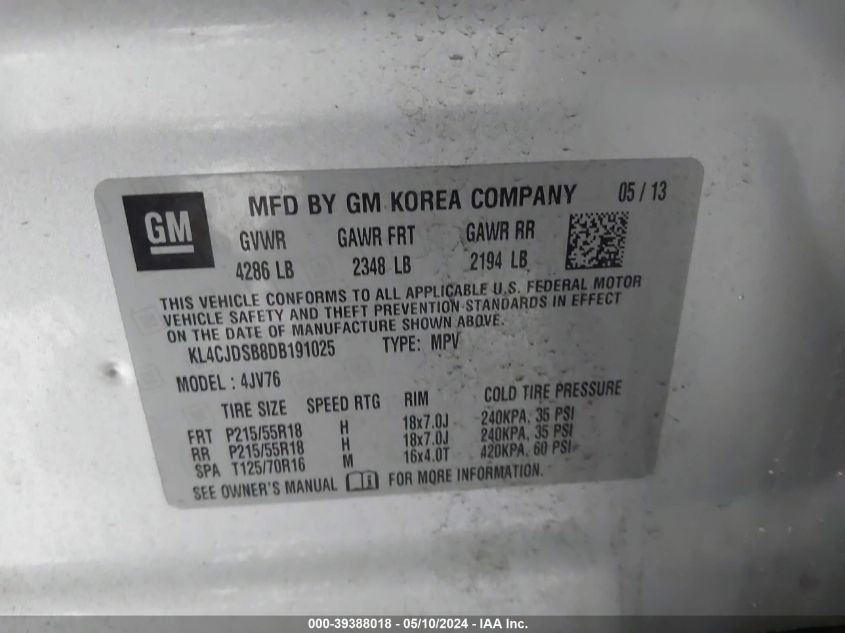 GM
MFD BY GM KOREA COMPANY 05 / 13
GVWR GAWR FRT GAWR RR
4286 LB 2348 LB 2194 LB
THIS VEHICLE CONFORMS TO ALL APPLICABLE U.S. FEDERAL MOTOR
VEHICLE SAFETY AND THEFT PREVENTION STANDARDS IN EFFECT
ON THE DATE OF MANUFACTURE SHOWN ABOVE.
KL4CJDSB8DB191025 TYPE: MPV
MODEL : 4JV76
TIRE SIZE SPEED RTG RIM COLD TIRE PRESSURE
FRT P215/55R18 H 18x7.0J 240KPA, 35 PSI
RR P215/55R18 H 18x7.0J 240KPA, 35 PSI
SPA T125/70R16 M 16x4.0T 420KPA, 60 PSI
SEE OWNER'S MANUAL FOR MORE INFORMATION.
000-39388018 - 05/10/2024 - IAA Inc.